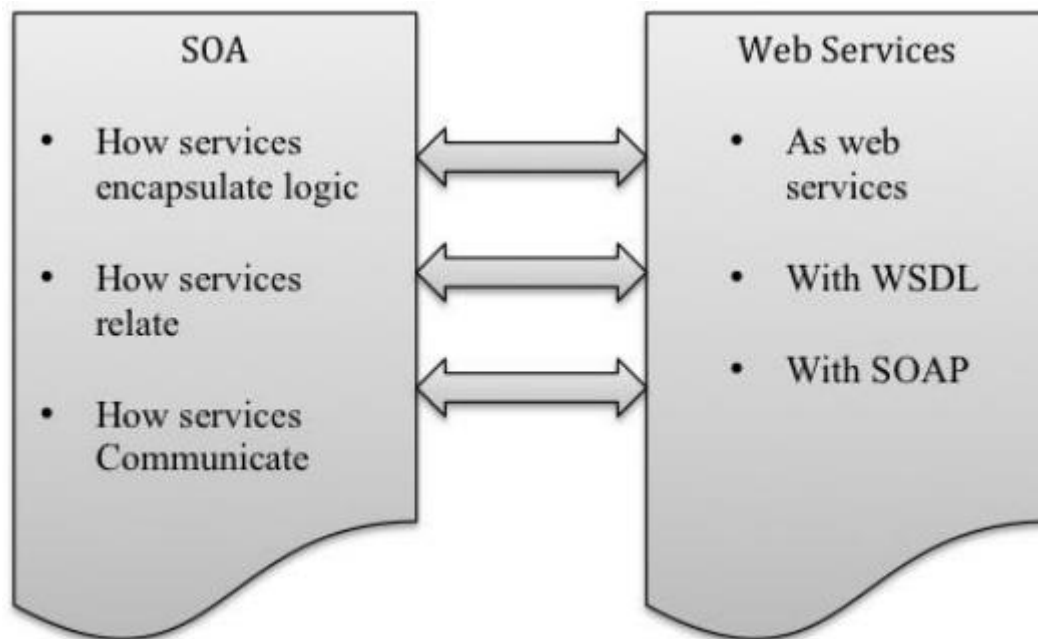 SOA
• How services
encapsulate logic
• How services
relate
• How services
Communicate
Web Services
• As web
services
• With WSDL
• With SOAP